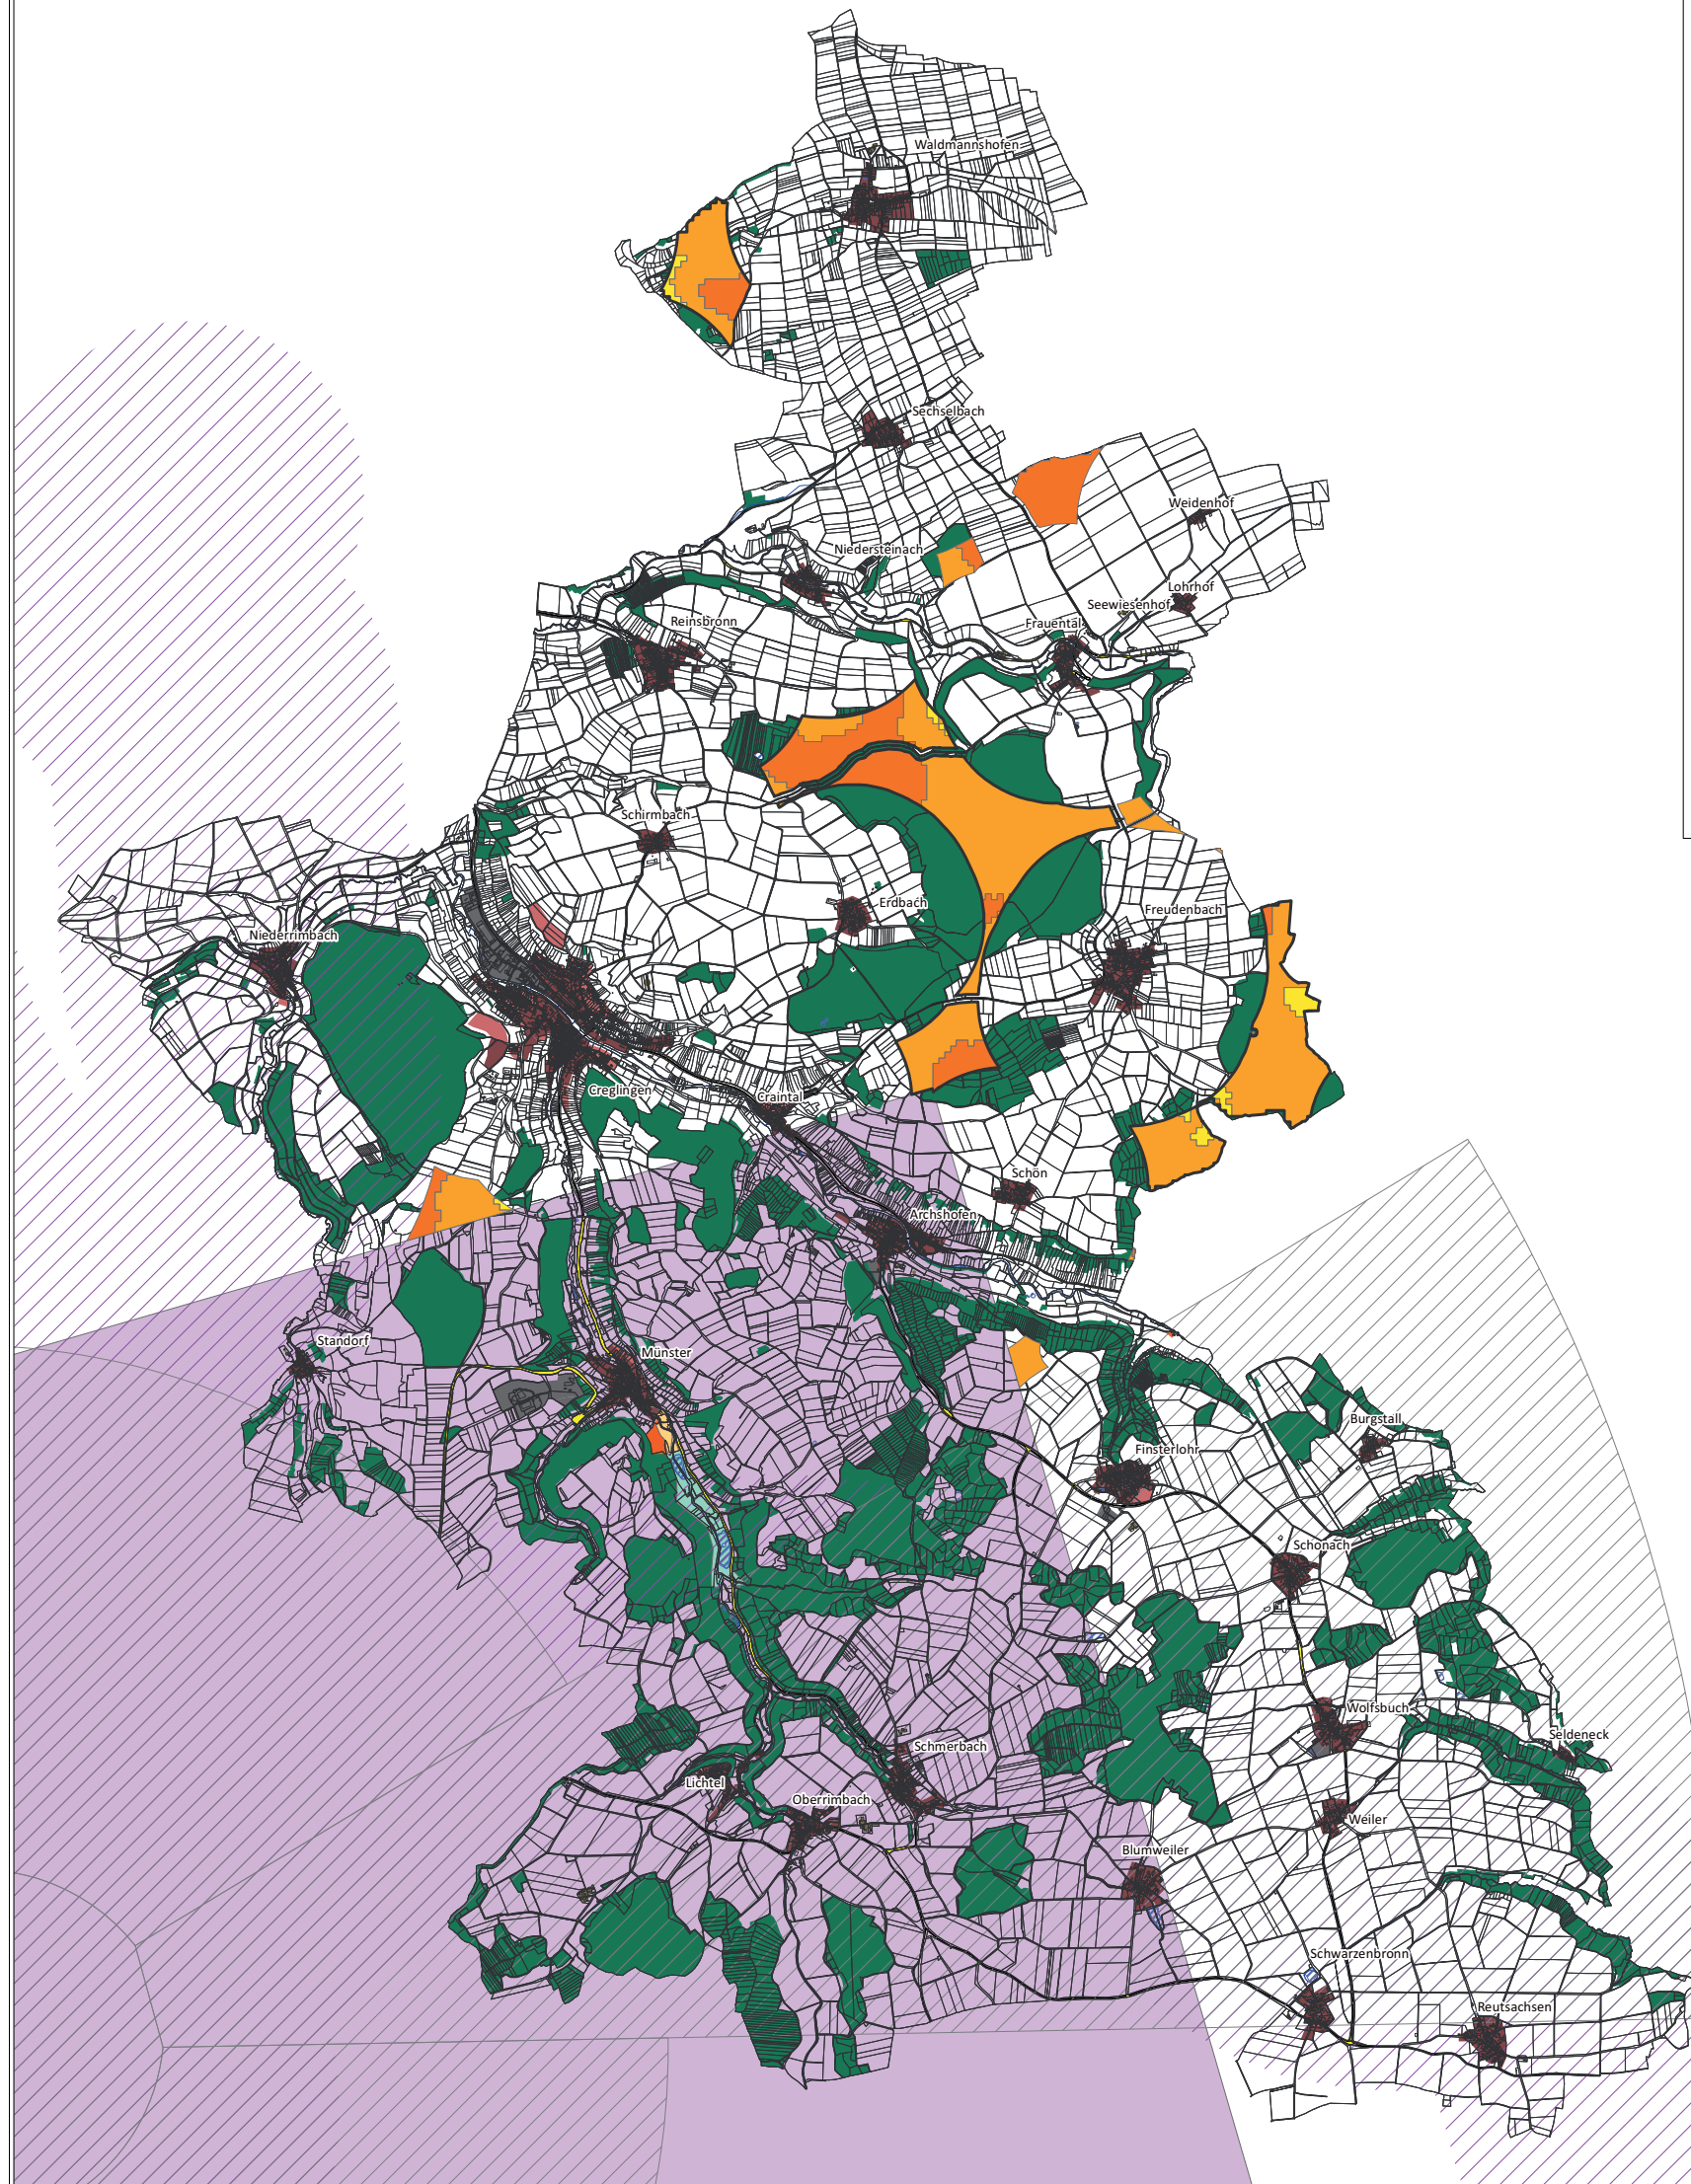 Waldmannshofen
Sechselbach
Weidenhof
Niedersteinach
Lohrhof
Seewiesenhof
Reinsbronn
Frauental
Schirmbach
Erdbach
Freudenbach
Niederrimbach
Creglingen
Craintal
Schön
Archshofen
Standorf
Münster
Burgstall
Finsterlohr
Schonach
Wolfsbuch
Seldeneck
Schmerbach
Lichtel
Oberrimbach
Weiler
Blumweiler
Schwarzenbronn
Reutsachsen